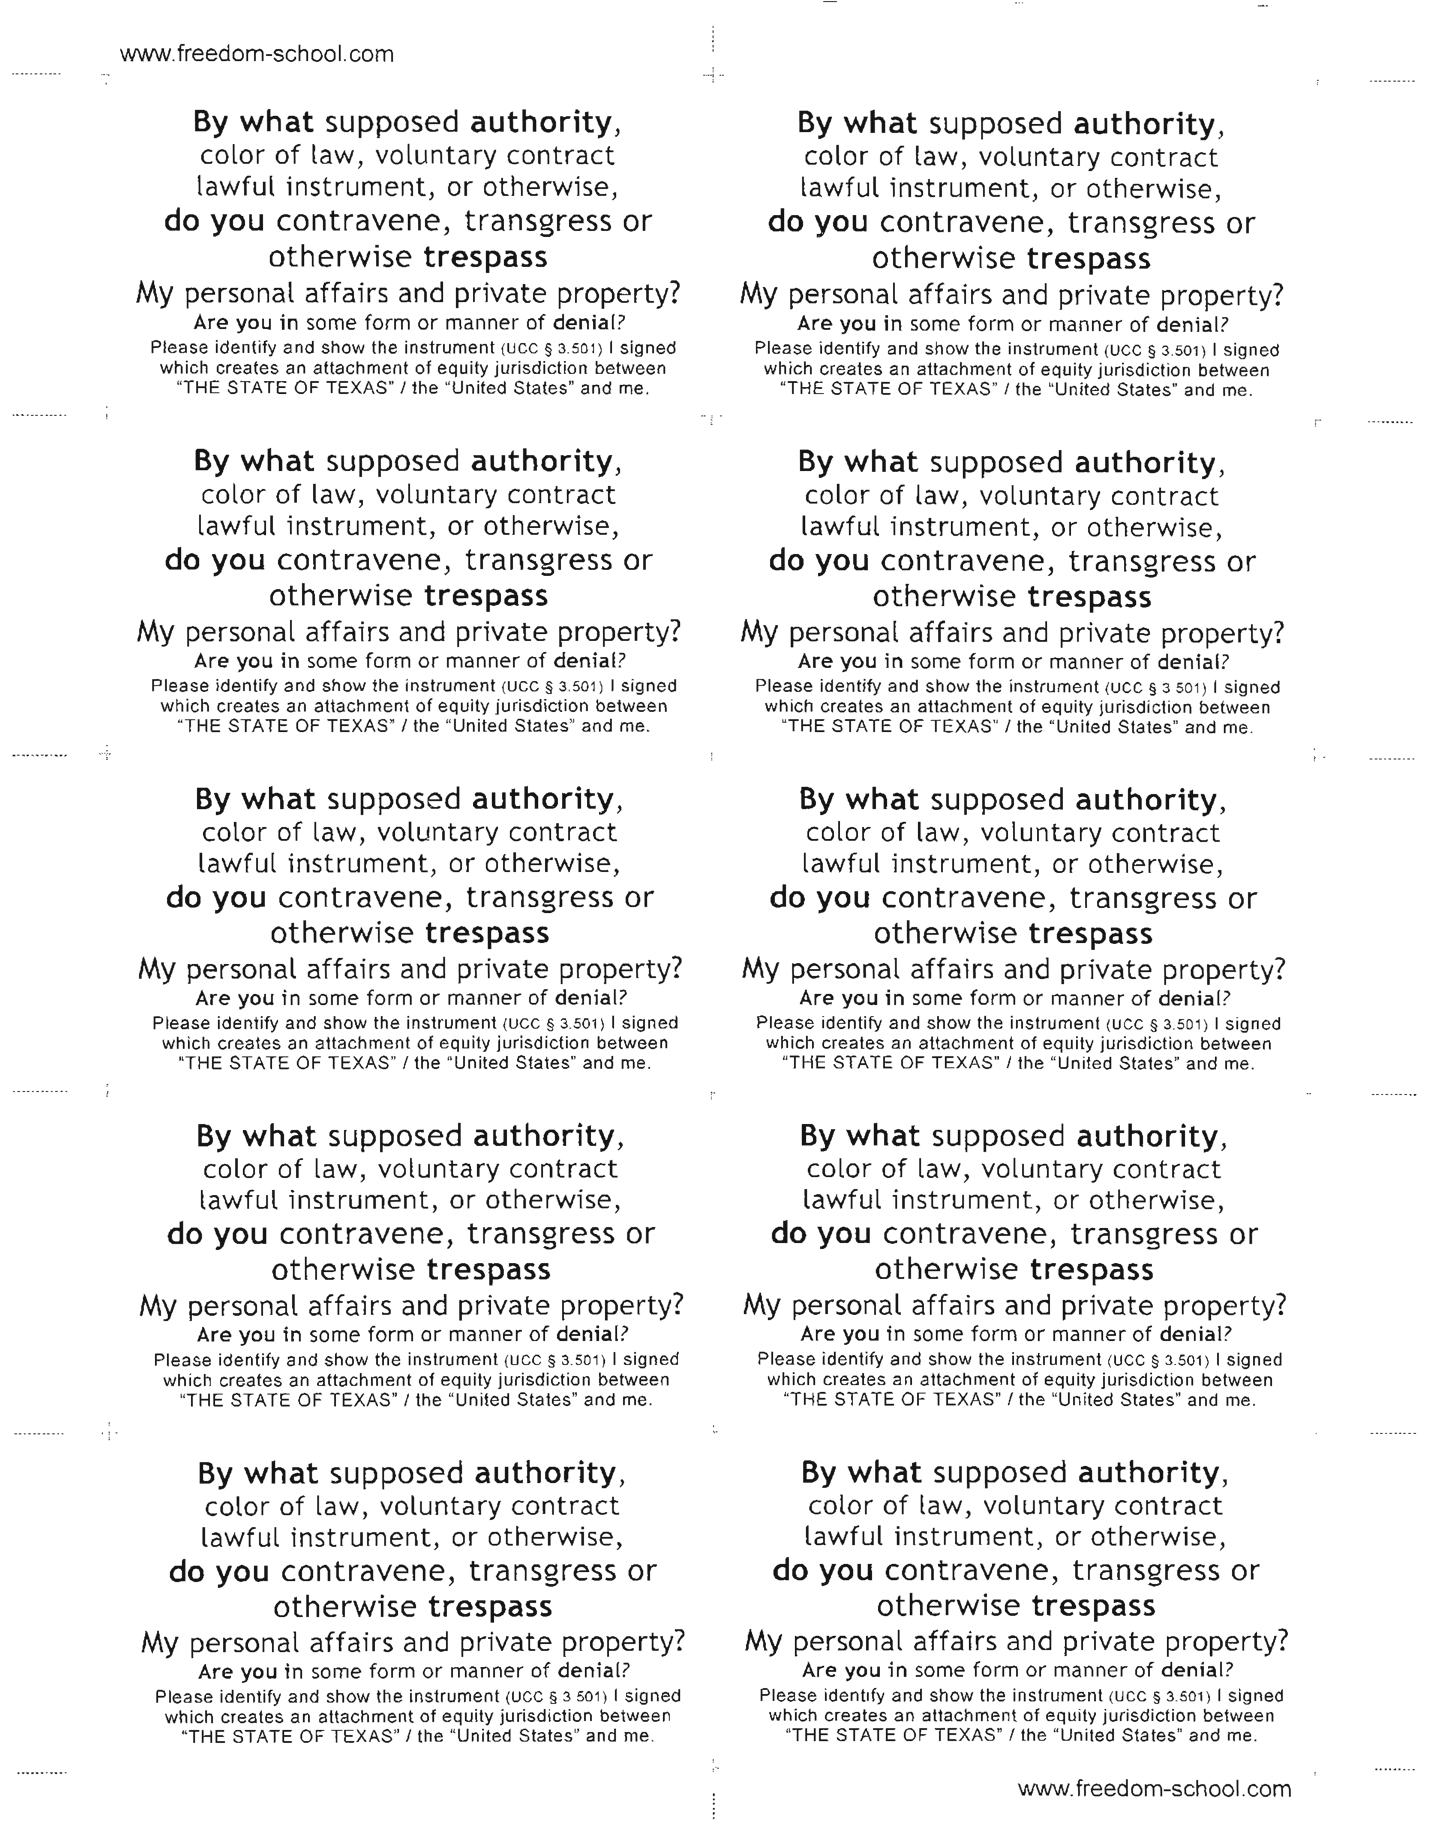 www.freedom-school.com
By what supposed authority,
color of law, voluntary contract
lawful instrument, or otherwise,
do you contravene, transgress or
otherwise trespass
My personal affairs and private property?
Are you in some form or manner of denial?
Please identify and show the instrument (UCC § 3.501) I signed
which creates an attachment of equity jurisdiction between
“THE STATE OF TEXAS” / the “United States” and me.
By what supposed authority,
color of law, voluntary contract
lawful instrument, or otherwise,
do you contravene, transgress or
otherwise trespass
My personal affairs and private property?
Are you in some form or manner of denial?
Please identify and show the instrument (UCC § 3.501) I signed
which creates an attachment of equity jurisdiction between
“THE STATE OF TEXAS” / the “United States” and me.
By what supposed authority,
color of law, voluntary contract
lawful instrument, or otherwise,
do you contravene, transgress or
otherwise trespass
My personal affairs and private property?
Are you in some form or manner of denial?
Please identify and show the instrument (UCC § 3.501) I signed
which creates an attachment of equity jurisdiction between
“THE STATE OF TEXAS” / the “United States” and me.
By what supposed authority,
color of law, voluntary contract
lawful instrument, or otherwise,
do you contravene, transgress or
otherwise trespass
My personal affairs and private property?
Are you in some form or manner of denial?
Please identify and show the instrument (UCC § 3 501) I signed
which creates an attachment of equity jurisdiction between
“THE STATE OF TEXAS” / the “United States” and me.
By what supposed authority,
color of law, voluntary contract
lawful instrument, or otherwise,
do you contravene, transgress or
otherwise trespass
My personal affairs and private property?
Are you in some form or manner of denial?
Please identify and show the instrument (UCC § 3.501) I signed
which creates an attachment of equity jurisdiction between
“THE STATE OF TEXAS” / the “United States” and me.
By what supposed authority,
color of law, voluntary contract
lawful instrument, or otherwise,
do you contravene, transgress or
otherwise trespass
My personal affairs and private property?
Are you in some form or manner of denial?
Please identify and show the instrument (UCC § 3.501) I signed
which creates an attachment of equity jurisdiction between
“THE STATE OF TEXAS” / the “United States” and me.
By what supposed authority,
color of law, voluntary contract
lawful instrument, or otherwise,
do you contravene, transgress or
otherwise trespass
My personal affairs and private property?
Are you in some form or manner of denial?
Please identify and show the instrument (UCC § 3.501) I signed
which creates an attachment of equity jurisdiction between
“THE STATE OF TEXAS” / the “United States” and me.
By what supposed authority,
color of law, voluntary contract
lawful instrument, or otherwise,
do you contravene, transgress or
otherwise trespass
My personal affairs and private property?
Are you in some form or manner of denial?
Please identify and show the instrument (UCC § 3.501) I signed
which creates an attachment of equity jurisdiction between
“THE STATE OF TEXAS” / the “United States” and me.
By what supposed authority,
color of law, voluntary contract
lawful instrument, or otherwise,
do you contravene, transgress or
otherwise trespass
My personal affairs and private property?
Are you in some form or manner of denial?
Please identify and show the instrument (UCC § 3 501) I signed
which creates an attachment of equity jurisdiction between
“THE STATE OF TEXAS” / the “United States” and me.
By what supposed authority,
color of law, voluntary contract
lawful instrument, or otherwise,
do you contravene, transgress or
otherwise trespass
My personal affairs and private property?
Are you in some form or manner of denial?
Please identify and show the instrument (UCC § 3.501) I signed
which creates an attachment of equity jurisdiction between
“THE STATE OF TEXAS” / the “United States” and me.
www.freedom-school.com